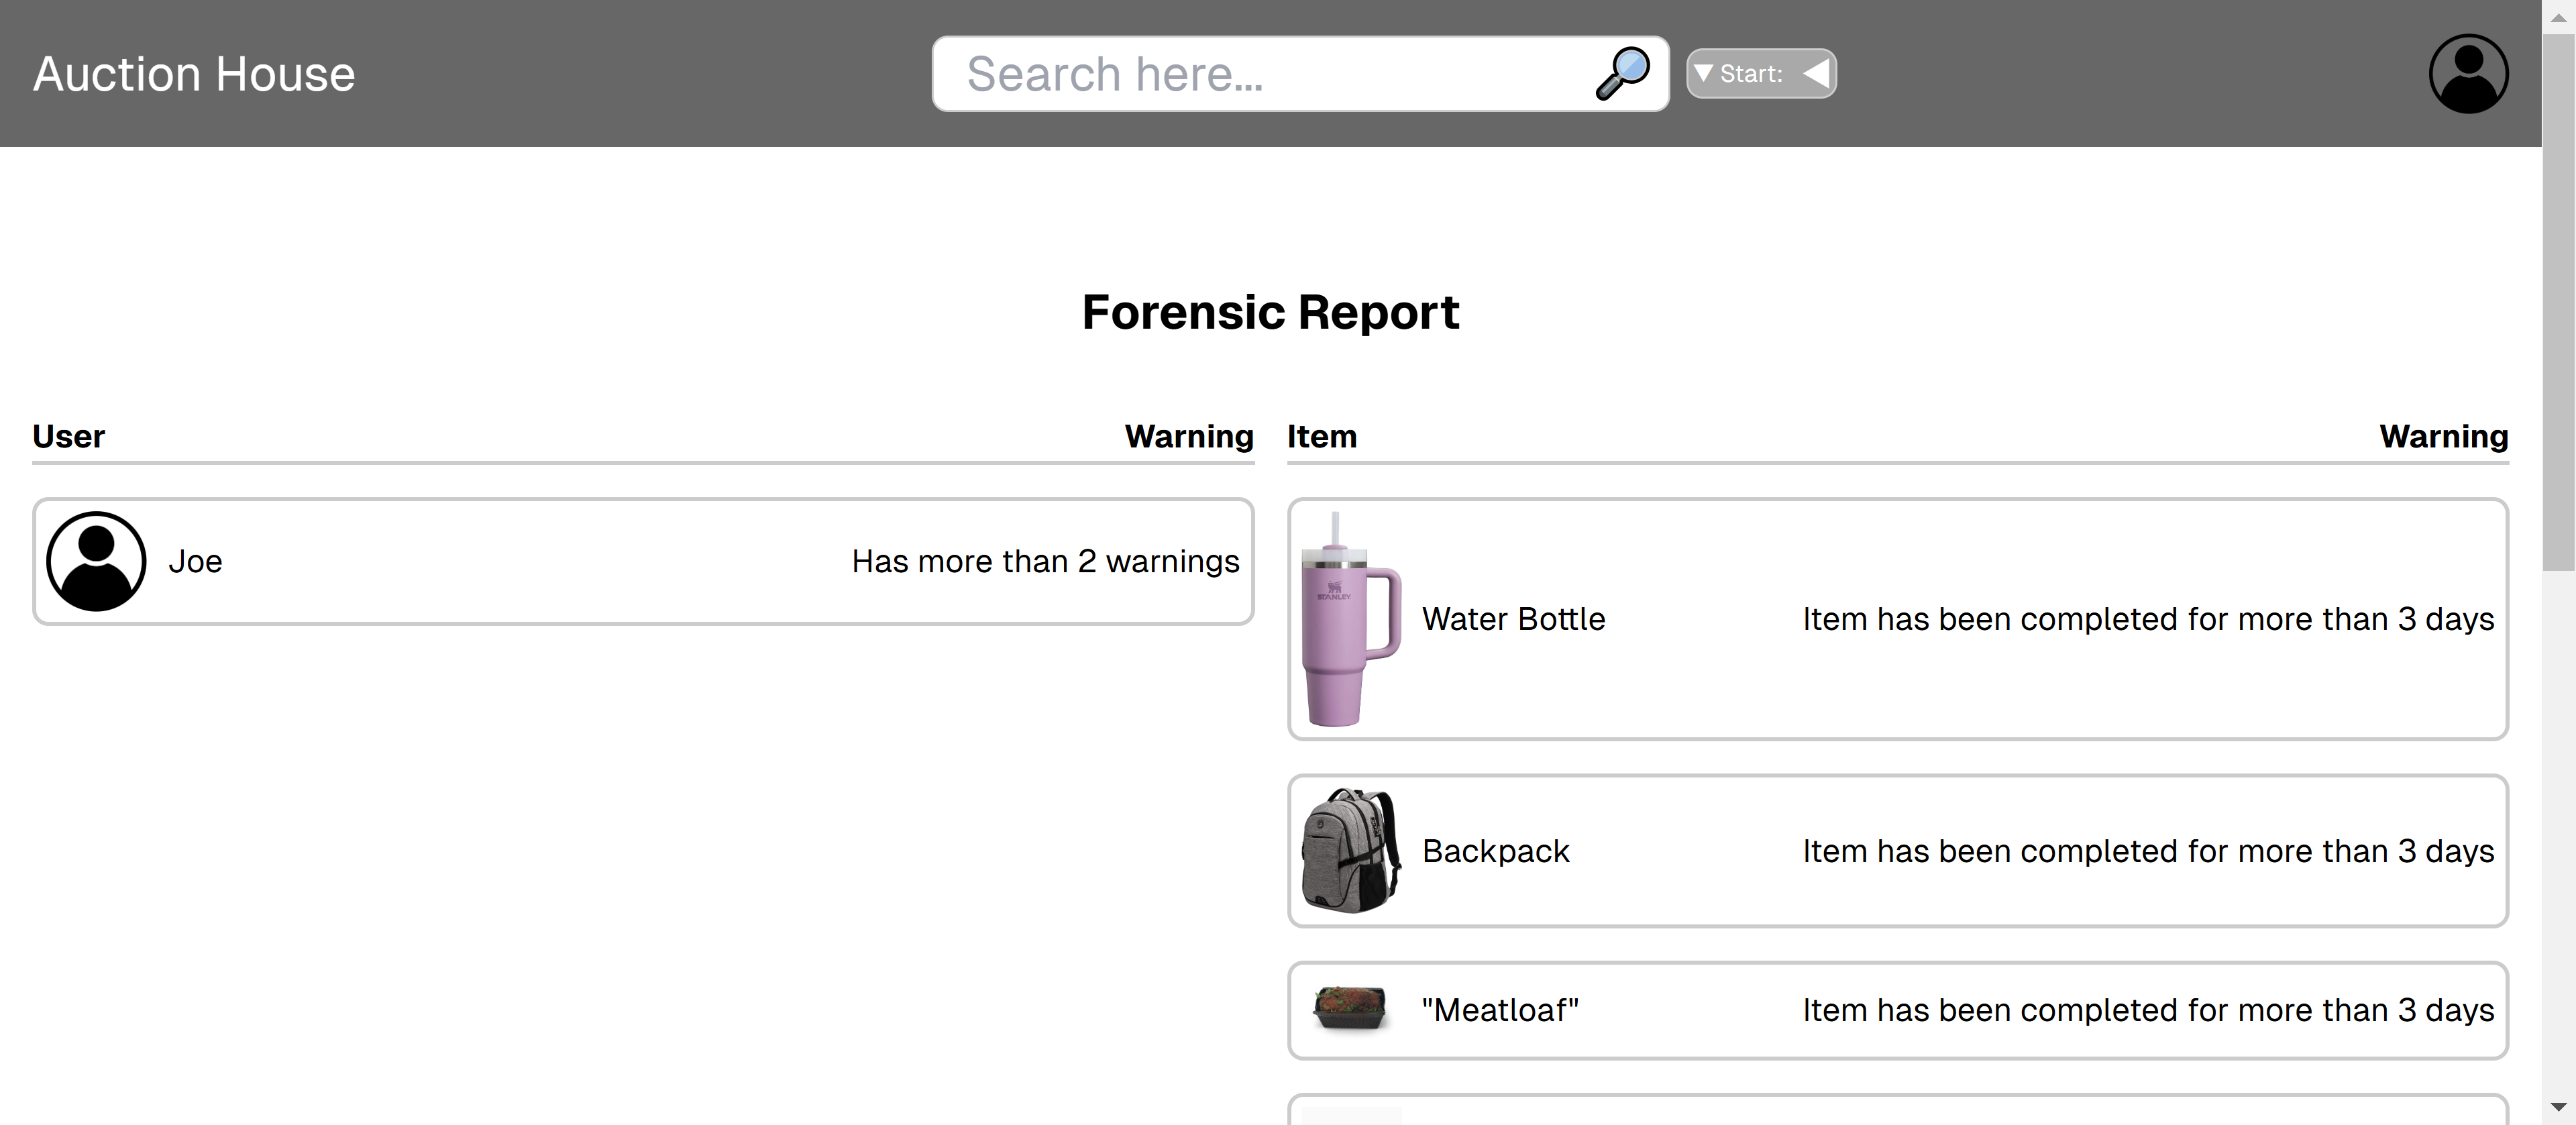 Auction House
Search here...
▼ Start: ◀
Forensic Report
User Warning
Item Warning
Joe Has more than 2 warnings
STANLEY
Water Bottle Item has been completed for more than 3 days
Backpack Item has been completed for more than 3 days
"Meatloaf" Item has been completed for more than 3 days